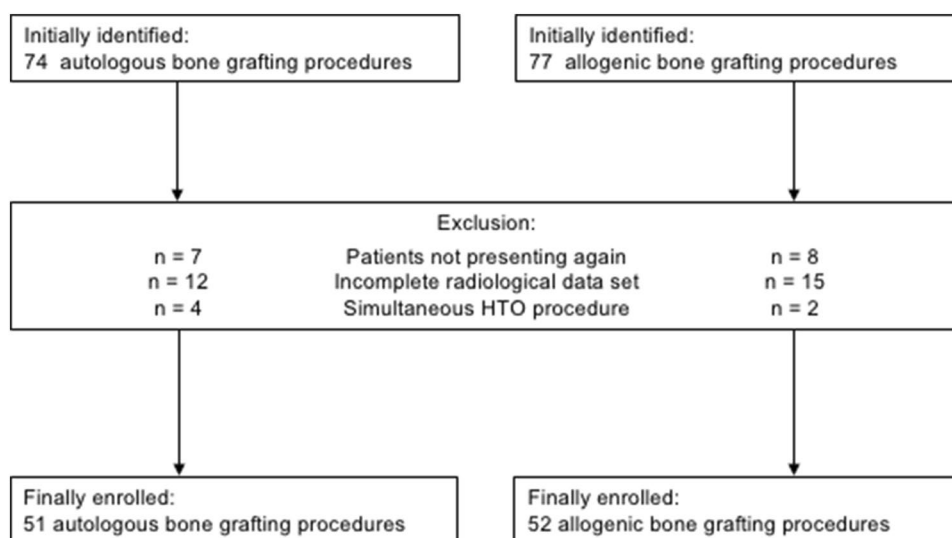 Initially identified:
74 autologous bone grafting procedures
Initially identified:
77 allogenic bone grafting procedures
Exclusion:
n = 7 Patients not presenting again n = 8
n = 12 Incomplete radiological data set n = 15
n = 4 Simultaneous HTO procedure n = 2
Finally enrolled:
51 autologous bone grafting procedures
Finally enrolled:
52 allogenic bone grafting procedures